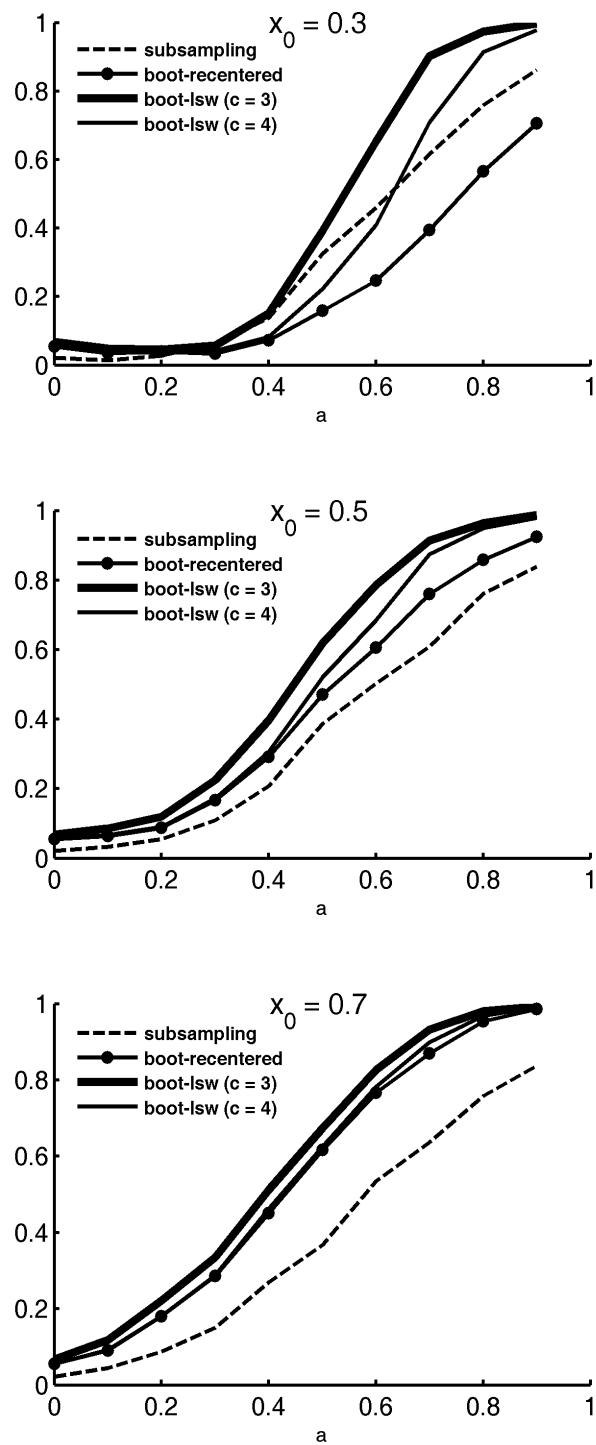 x0 = 0.3
1
subsampling
boot-recentered
boot-lsw (c = 3)
boot-lsw (c = 4)
0.8
0.6
0.4
0.2
0
0 0.2 0.4 0.6 0.8 1
a
x0 = 0.5
1
subsampling
boot-recentered
boot-lsw (c = 3)
boot-lsw (c = 4)
0.8
0.6
0.4
0.2
0
0 0.2 0.4 0.6 0.8 1
a
x0 = 0.7
1
subsampling
boot-recentered
boot-lsw (c = 3)
boot-lsw (c = 4)
0.8
0.6
0.4
0.2
0
0 0.2 0.4 0.6 0.8 1
a